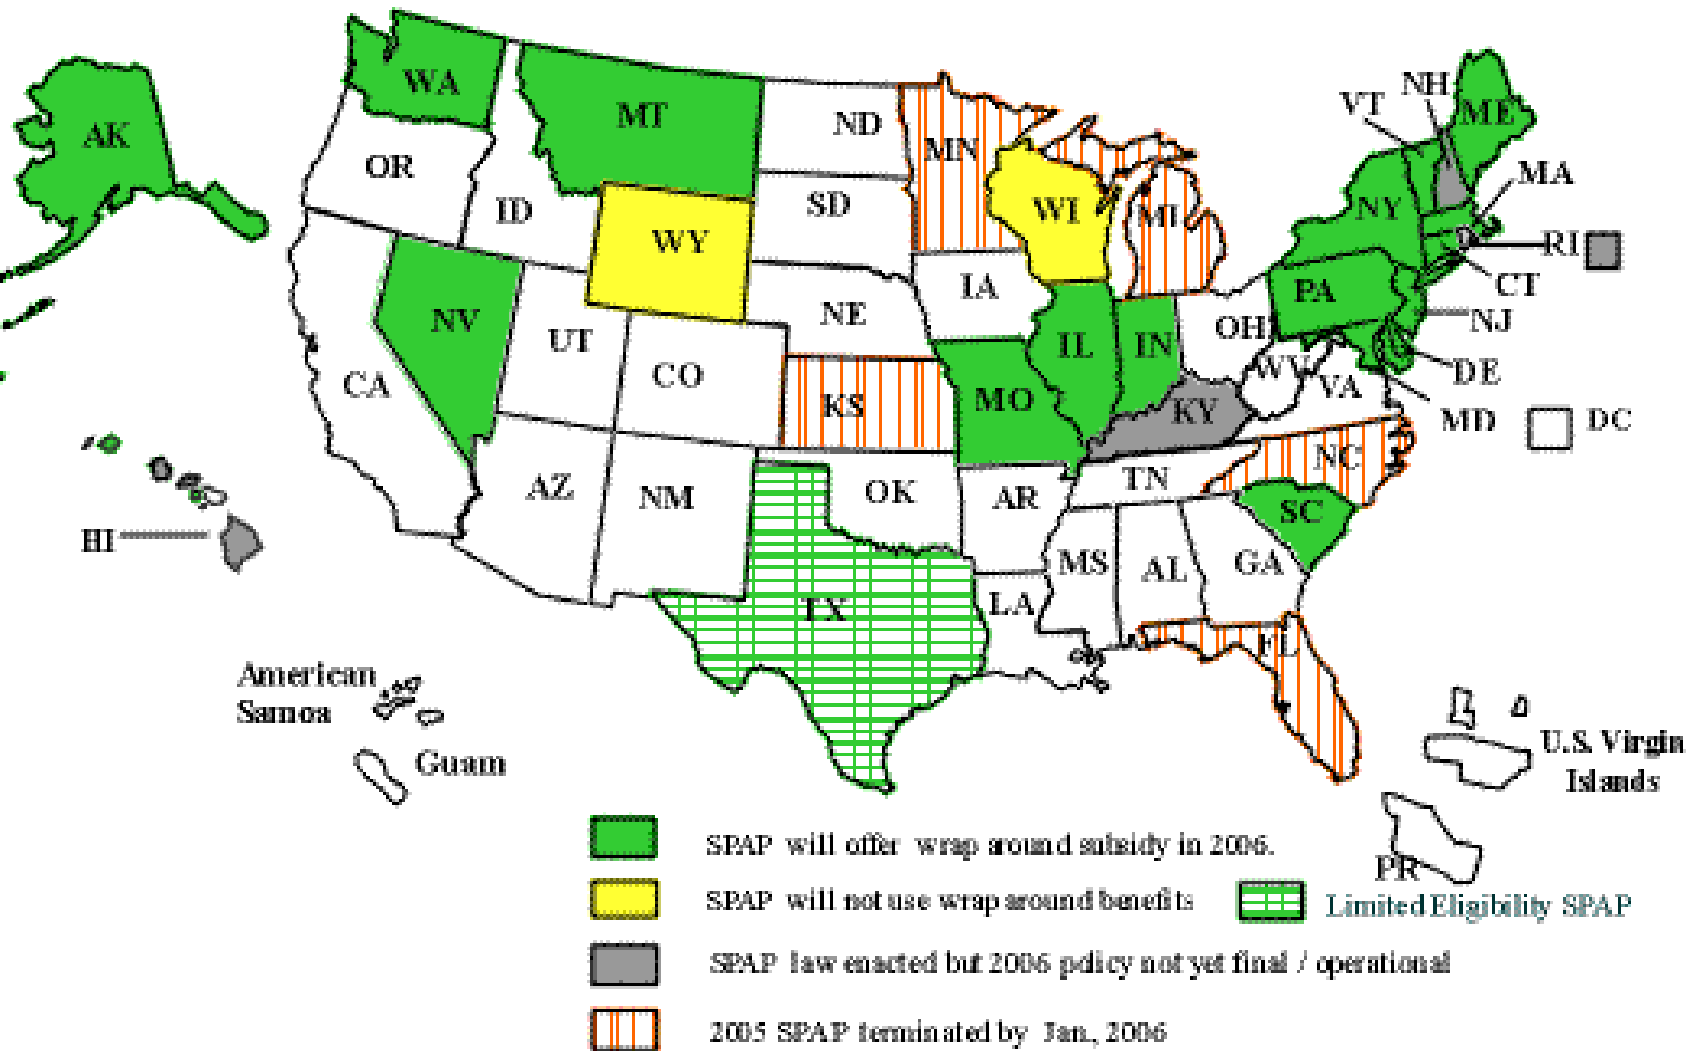 WA
MT
ND
MN
NH
VT
ME
AK
OR
ID
SD
WI
MI
NY
MA
WY
RI
IA
PA
CT
NV
UT
NE
IL
IN
OH
NJ
CA
CO
KS
MO
KY
WV
VA
DE
MD
DC
AZ
NM
OK
AR
TN
NC
SC
HI
TX
LA
MS
AL
GA
FL
American
Samoa
Guam
U.S. Virgin
Islands
PR
SPAP will offer wrap around subsidy in 2006.
SPAP will not use wrap around benefits
Limited Eligibility SPAP
SPAP law enacted but 2006 policy not yet final / operational
2005 SPAP terminated by Jan., 2006